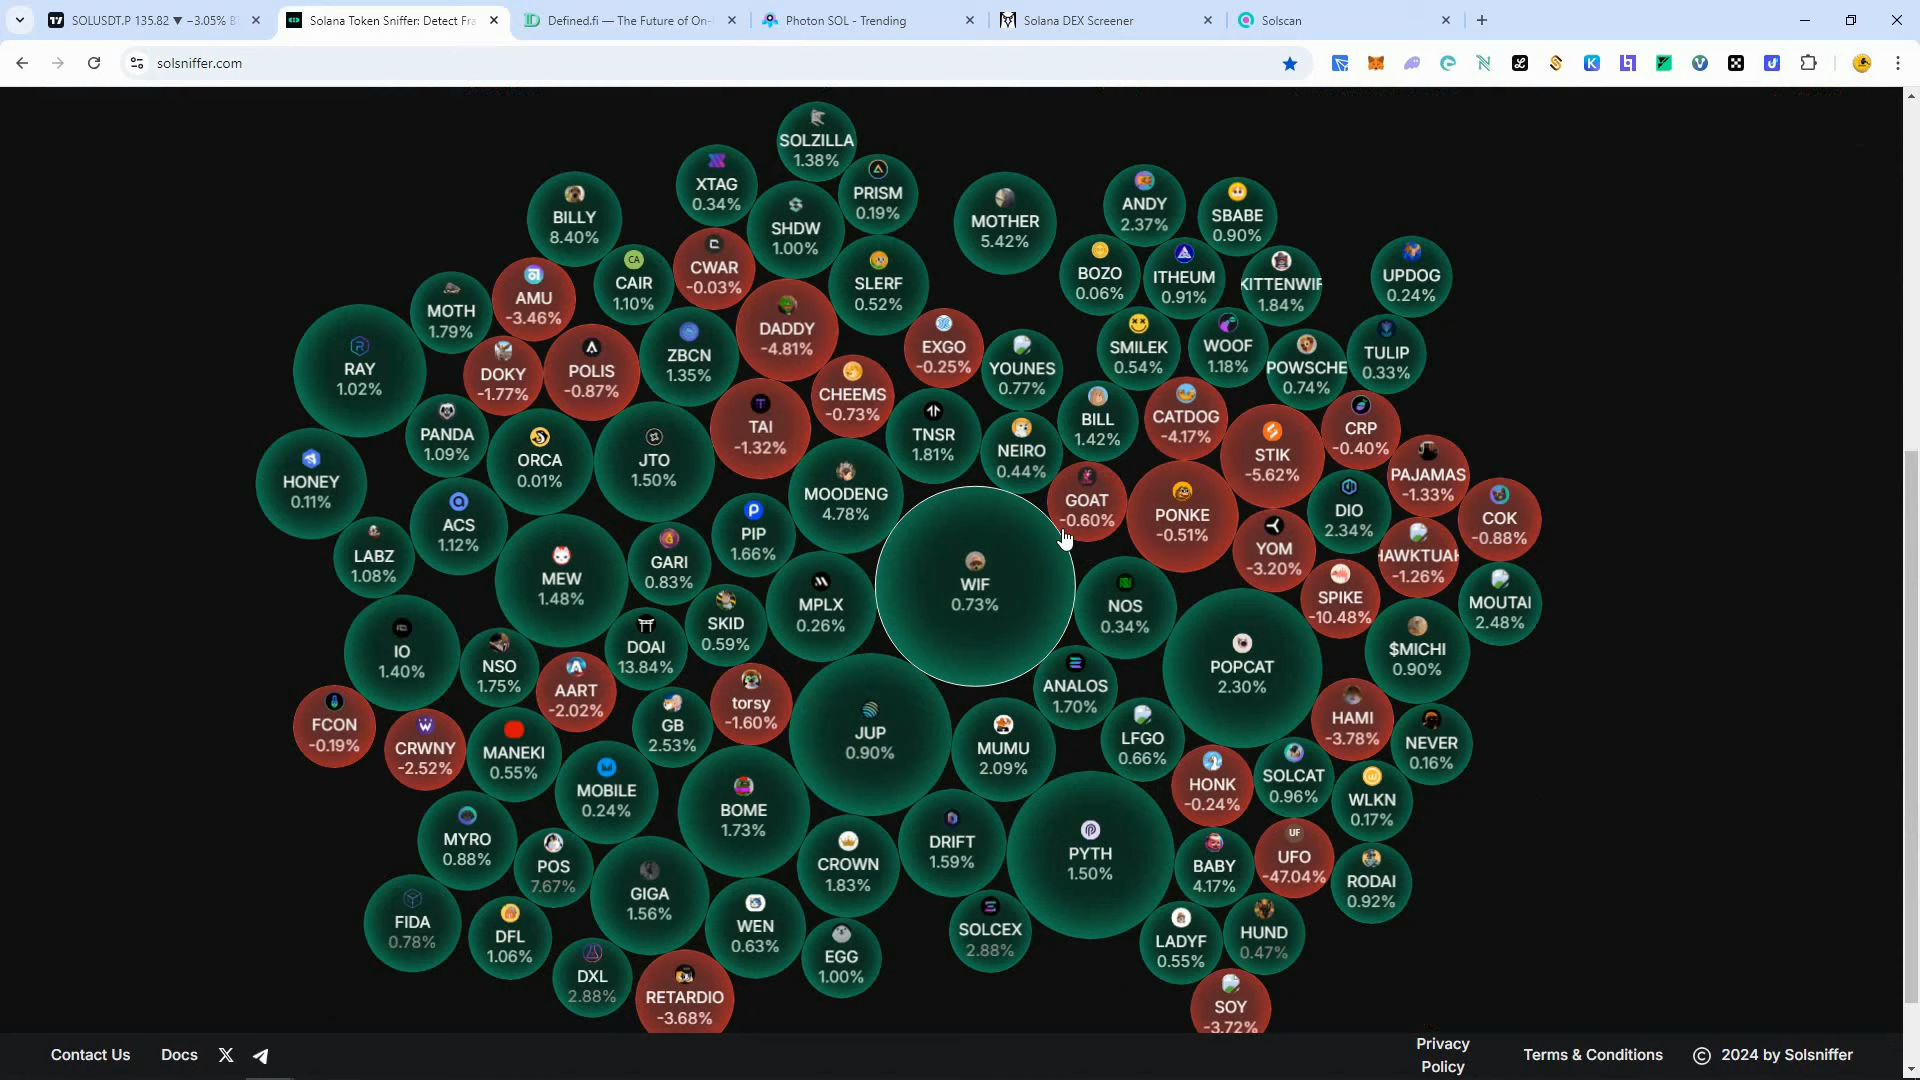 SOLUSDT.P 135.82 ▼ −3.05%
Solana Token Sniffer: Detect Fra
Defined.fi — The Future of On-
Photon SOL - Trending
Solana DEX Screener
Solscan
solsniffer.com
SOLZILLA
1.38%
XTAG
0.34%
PRISM
0.19%
BILLY
8.40%
SHDW
1.00%
MOTHER
5.42%
ANDY
2.37%
SBABE
0.90%
CWAR
-0.03%
CA
CAIR
1.10%
SLERF
0.52%
BOZO
0.06%
ITHEUM
0.91%
KITTENWIF
1.84%
UPDOG
0.24%
AMU
-3.46%
MOTH
1.79%
DADDY
-4.81%
EXGO
-0.25%
YOUNES
0.77%
SMILEK
0.54%
WOOF
1.18%
POWSCHE
0.74%
TULIP
0.33%
RAY
1.02%
DOKY
-1.77%
POLIS
-0.87%
ZBCN
1.35%
CHEEMS
-0.73%
PANDA
1.09%
ORCA
0.01%
JTO
1.50%
TAI
-1.32%
TNSR
1.81%
NEIRO
0.44%
BILL
1.42%
CATDOG
-4.17%
STIK
-5.62%
CRP
-0.40%
PAJAMAS
-1.33%
HONEY
0.11%
ACS
1.12%
MOODENG
4.78%
GOAT
-0.60%
PONKE
-0.51%
DIO
2.34%
COK
-0.88%
LABZ
1.08%
MEW
1.48%
GARI
0.83%
PIP
1.66%
WIF
0.73%
YOM
-3.20%
HAWKTUAH
-1.26%
MPLX
0.26%
NOS
0.34%
SPIKE
-10.48%
MOUTAI
2.48%
IO
1.40%
NSO
1.75%
DOAI
13.84%
SKID
0.59%
POPCAT
2.30%
$MICHI
0.90%
AART
-2.02%
torsy
-1.60%
ANALOS
1.70%
FCON
-0.19%
CRWNY
-2.52%
MANEKI
0.55%
GB
2.53%
JUP
0.90%
MUMU
2.09%
LFGO
0.66%
HAMI
-3.78%
NEVER
0.16%
MOBILE
0.24%
BOME
1.73%
HONK
-0.24%
SOLCAT
0.96%
WLKN
0.17%
MYRO
0.88%
POS
7.67%
CROWN
1.83%
DRIFT
1.59%
PYTH
1.50%
BABY
4.17%
UF
UFO
-47.04%
RODAI
0.92%
GIGA
1.56%
FIDA
0.78%
DFL
1.06%
WEN
0.63%
EGG
1.00%
SOLCEX
2.88%
LADYF
0.55%
HUND
0.47%
DXL
2.88%
RETARDIO
-3.68%
SOY
-3.72%
Contact Us
Docs
Privacy
Policy
Terms & Conditions
© 2024 by Solsniffer